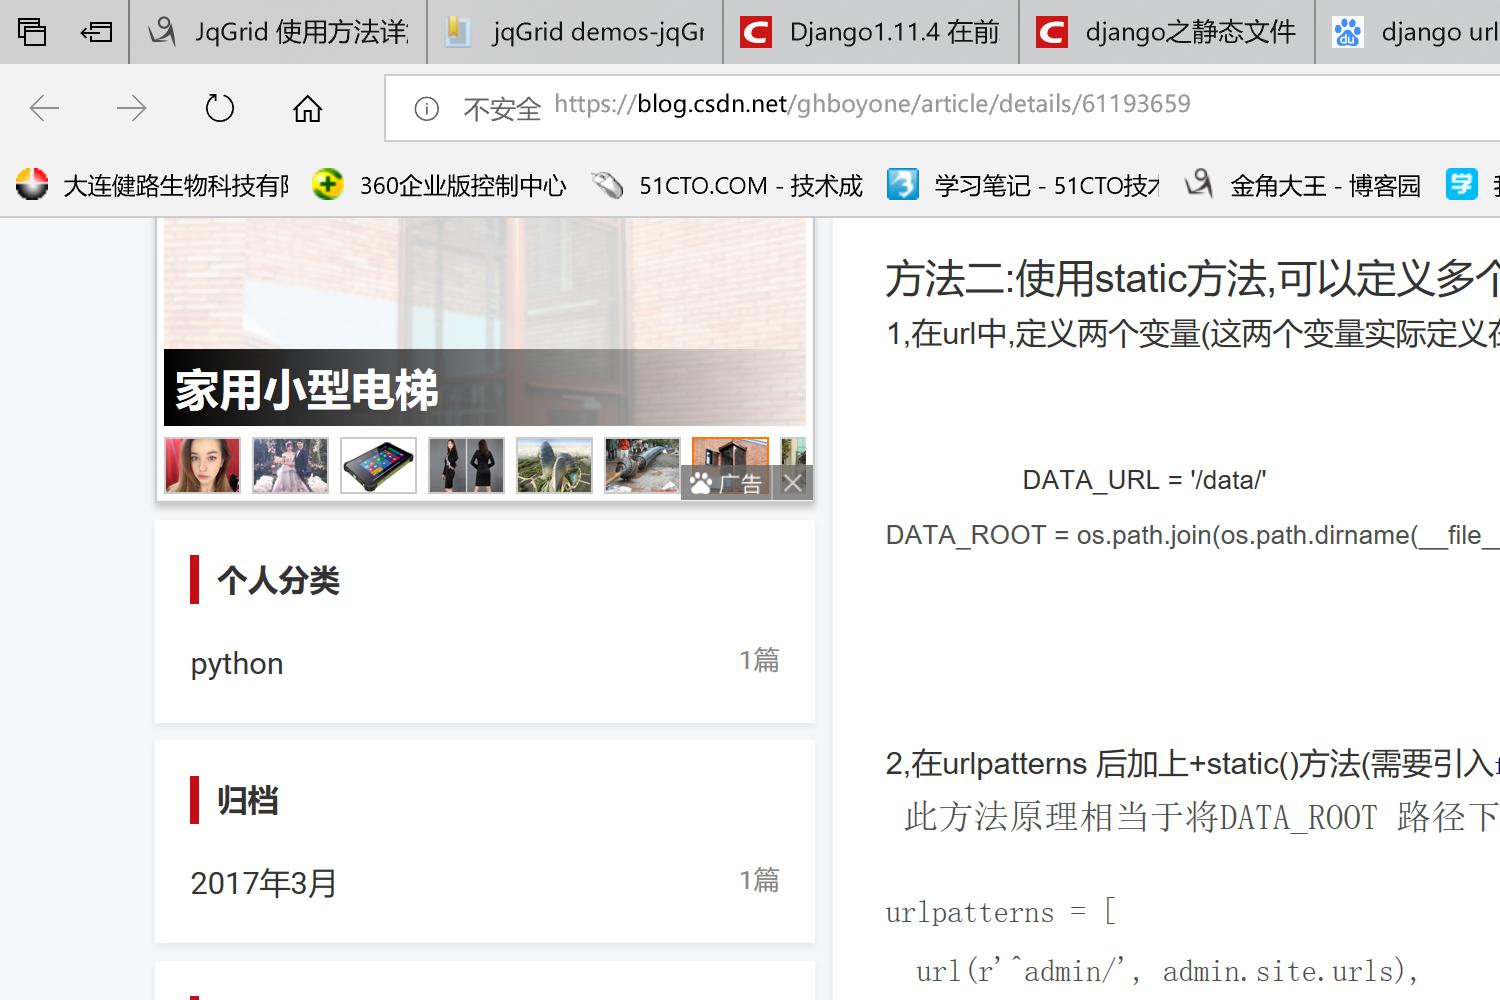 JqGrid 使用方法详
jqGrid demos-jqGr
Django1.11.4 在前
django之静态文件
django url
不安全 https://blog.csdn.net/ghboyone/article/details/61193659
大连健路生物科技有限
360企业版控制中心
51CTO.COM - 技术成
学习笔记 - 51CTO技术
金角大王 - 博客园
学
家用小型电梯
广告
个人分类
python 1篇
归档
2017年3月 1篇
方法二:使用static方法,可以定义多个
1,在url中,定义两个变量(这两个变量实际定义在
DATA_URL = '/data/'
DATA_ROOT = os.path.join(os.path.dirname(__file__
2,在urlpatterns 后加上+static()方法(需要引入f
此方法原理相当于将DATA_ROOT 路径下
urlpatterns = [
url(r'^admin/', admin.site.urls),